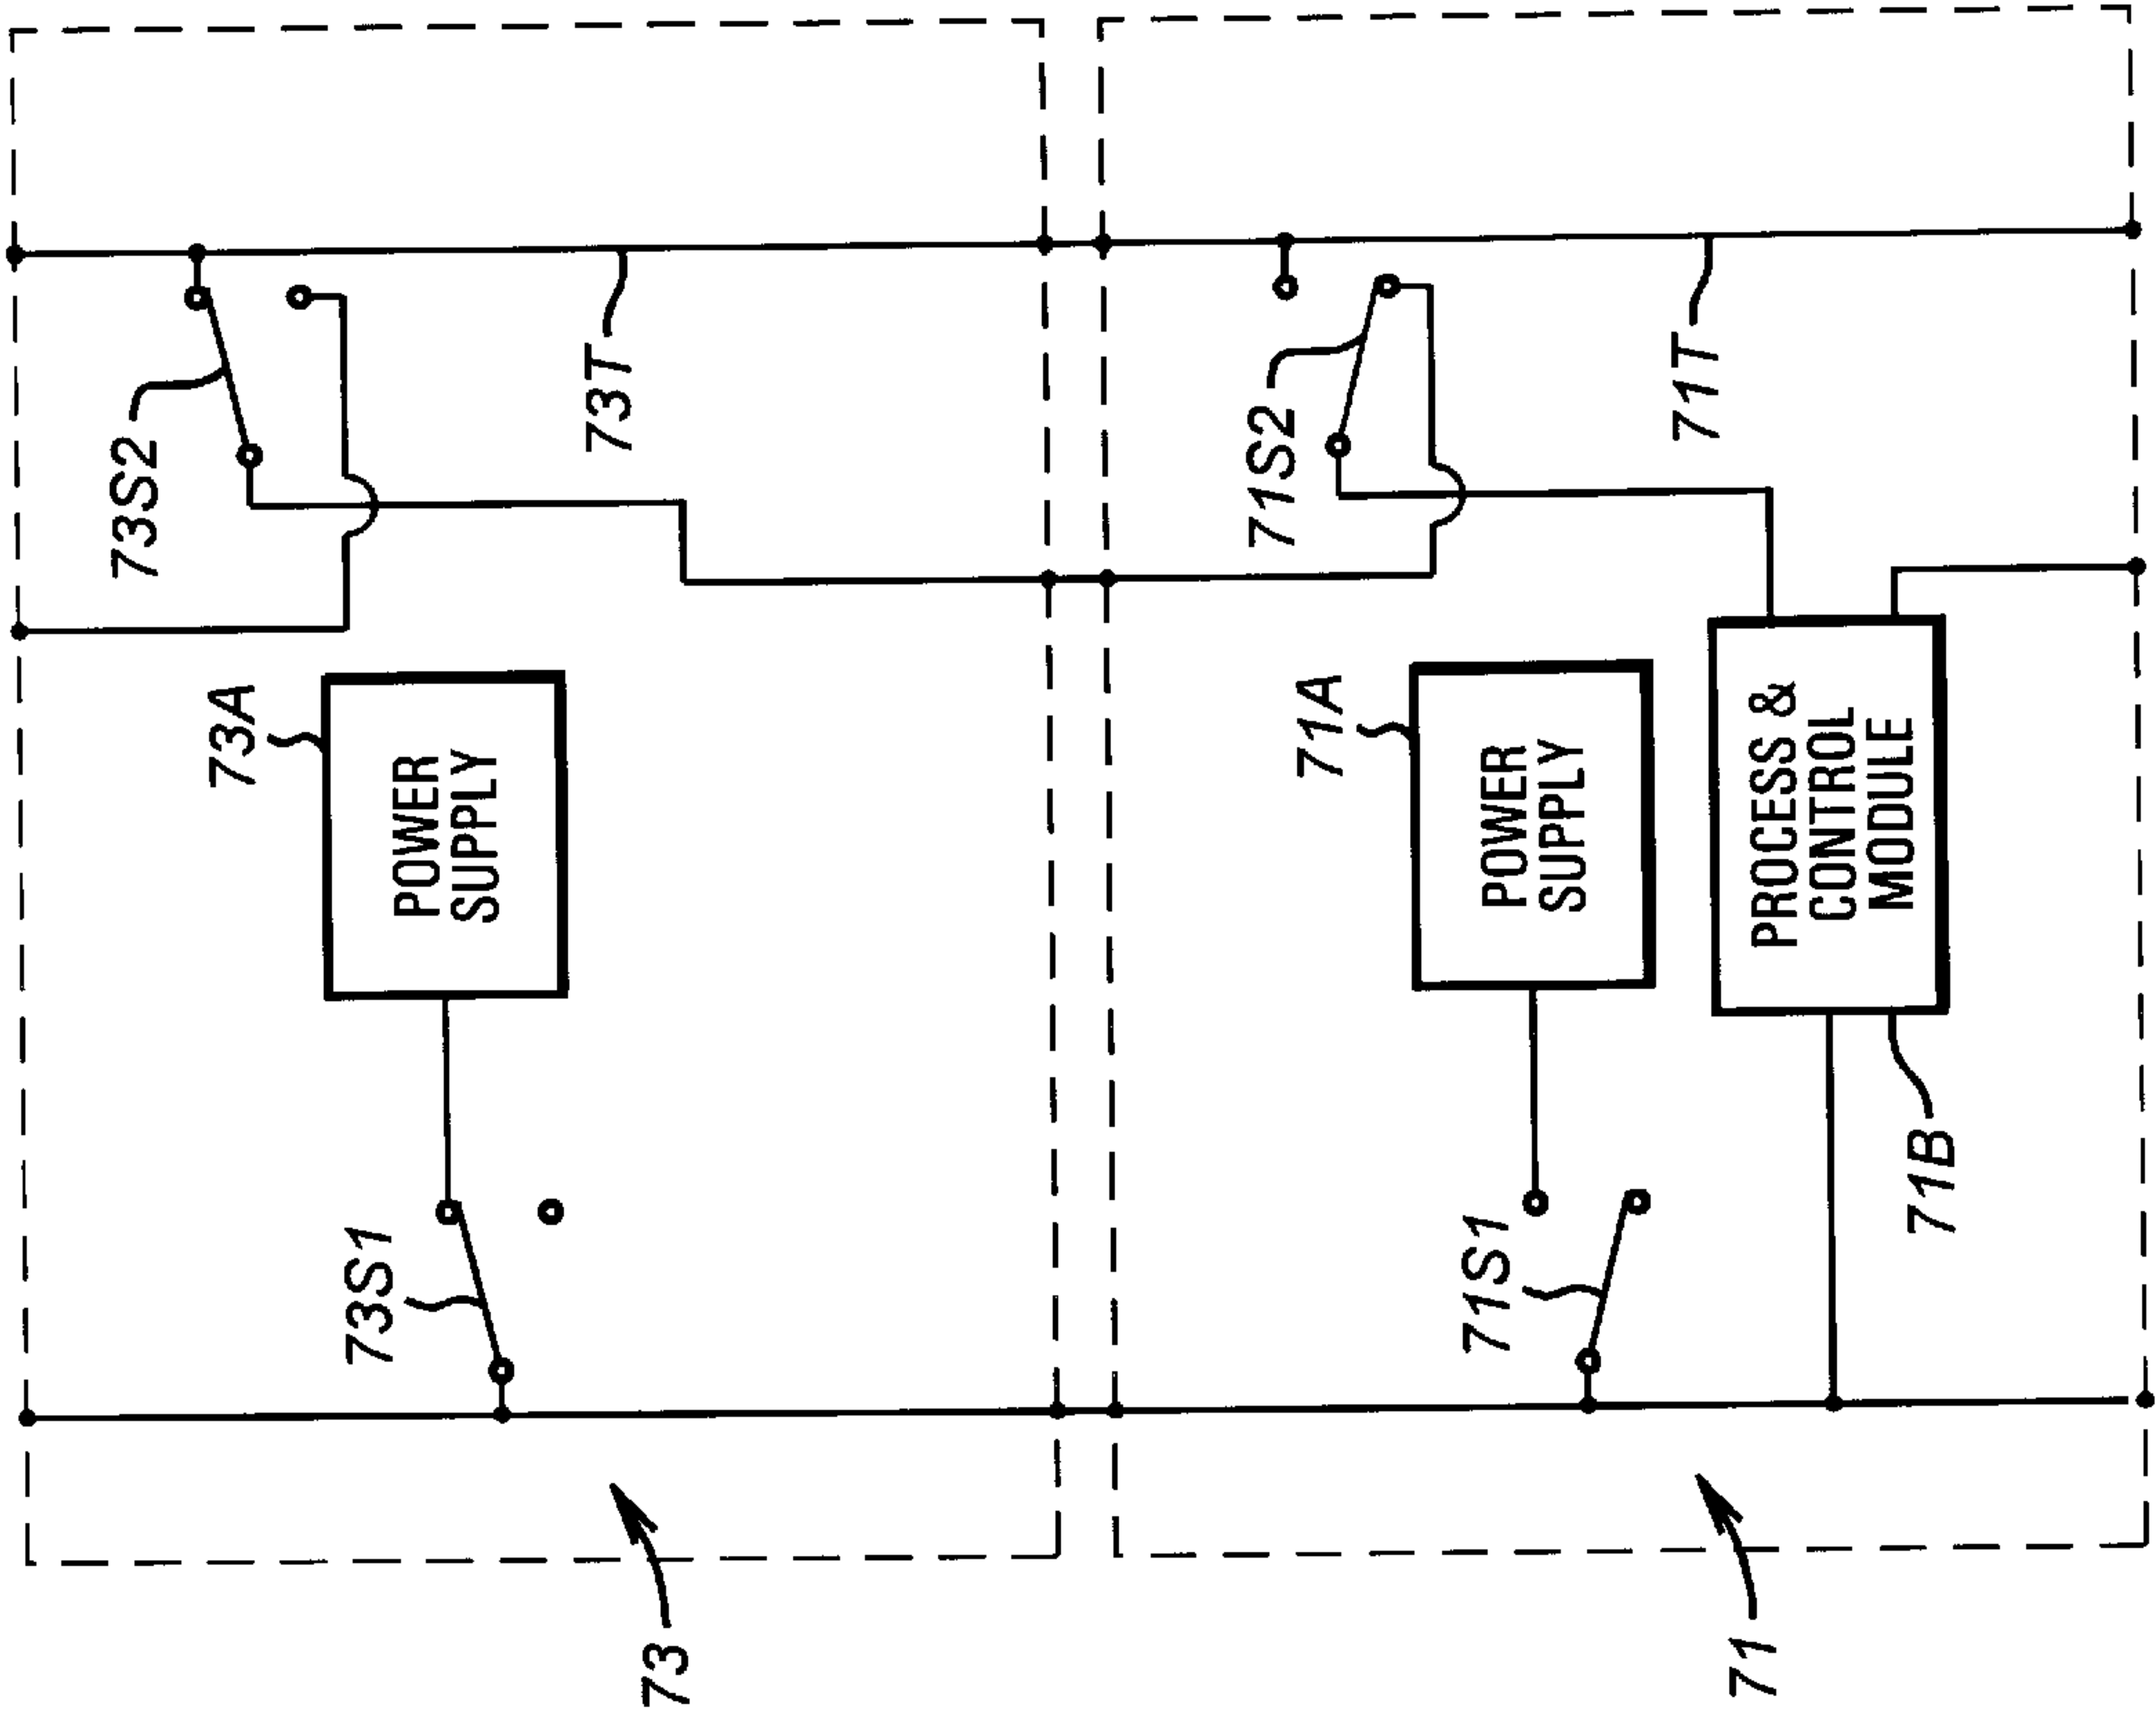 73S2
73T
73A
POWER
SUPPLY
73S1
73
71S2
71T
71A
POWER
SUPPLY
PROCESS &
CONTROL
MODULE
71S1
71B
71